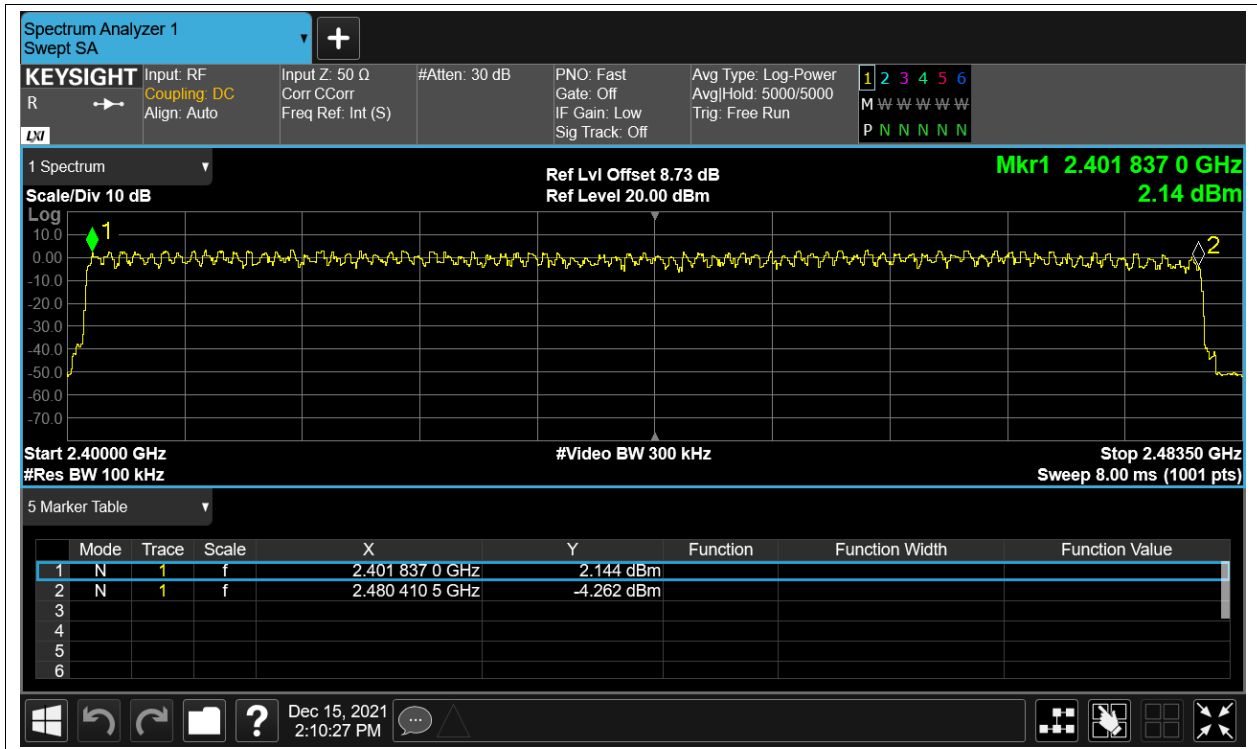 Spectrum Analyzer 1
Swept SA
KEYSIGHT
R
LXI
Input: RF
Coupling: DC
Align: Auto
Input Z: 50 Ω
Corr CCorr
Freq Ref: Int (S)
#Atten: 30 dB
PNO: Fast
Gate: Off
IF Gain: Low
Sig Track: Off
Avg Type: Log-Power
Avg|Hold: 5000/5000
Trig: Free Run
1 2 3 4 5 6
M W W W W W
P N N N N N
1 Spectrum
Scale/Div 10 dB
Ref Lvl Offset 8.73 dB
Ref Level 20.00 dBm
Mkr1 2.401 837 0 GHz
2.14 dBm
Log
10.0
0.00
-10.0
-20.0
-30.0
-40.0
-50.0
-60.0
-70.0
1
2
Start 2.40000 GHz
#Res BW 100 kHz
#Video BW 300 kHz
Stop 2.48350 GHz
Sweep 8.00 ms (1001 pts)
5 Marker Table
Mode Trace Scale X Y Function Function Width Function Value
1 N 1 f 2.401 837 0 GHz 2.144 dBm
2 N 1 f 2.480 410 5 GHz -4.262 dBm
3
4
5
6
?
Dec 15, 2021
2:10:27 PM